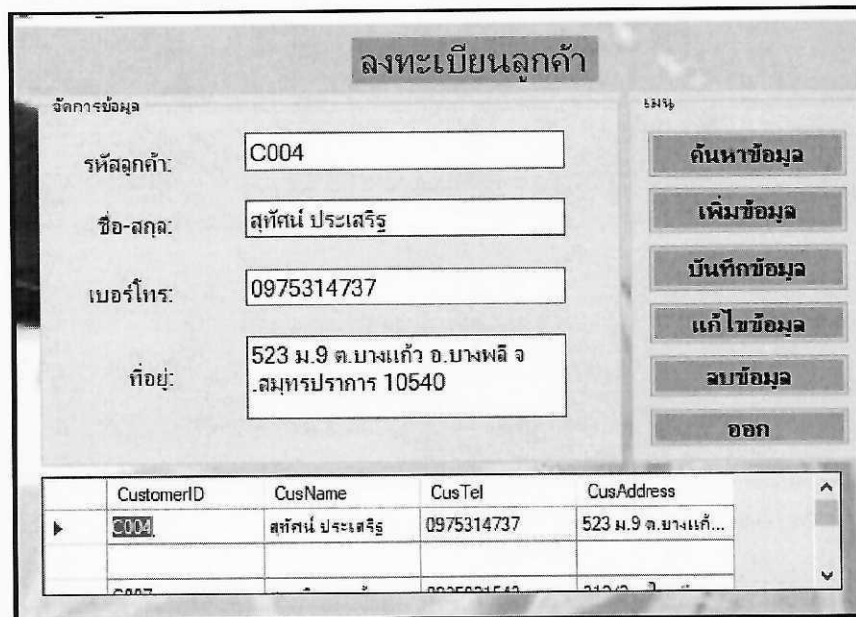 ลงทะเบียนลูกค้า
จัดการข้อมูล
รหัสลูกค้า: C004
ชื่อ-สกุล: สุทัศน์ ประเสริฐ
เบอร์โทร: 0975314737
ที่อยู่: 523 ม.9 ต.บางแก้ว อ.บางพลี จ
.สมุทรปราการ 10540
เมนู
ค้นหาข้อมูล
เพิ่มข้อมูล
บันทึกข้อมูล
แก้ไขข้อมูล
ลบข้อมูล
ออก
CustomerID CusName CusTel CusAddress
C004 สุทัศน์ ประเสริฐ 0975314737 523 ม.9 ต.บางแก้...